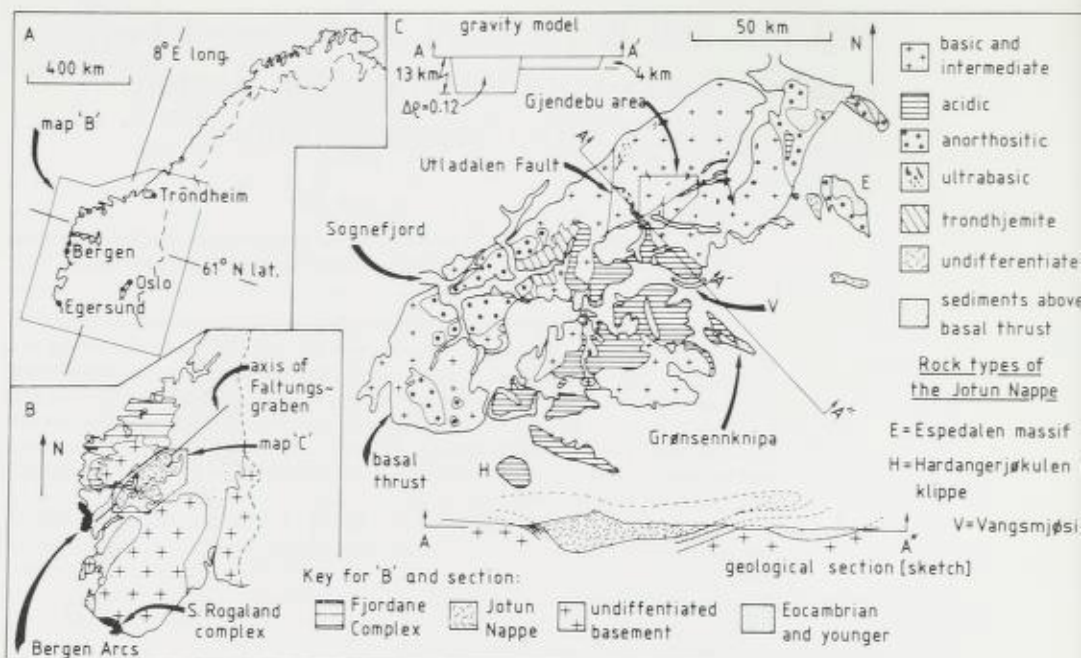 A
8° E long.
400 km
map 'B'
Tröndheim
Bergen
61° N lat.
Oslo
Egersund
B
N
axis of
Faltungs-
graben
map 'C'
S. Rogaland
complex
Bergen Arcs
C
gravity model
A
A'
13 km
4 km
Δρ=0.12
50 km
N
Gjendebu area
A
Utladalen Fault
Sognefjord
E
V
A'
A"
Grønsennknipa
basal
thrust
H
A
A"
geological section [sketch]
basic and
intermediate
acidic
anorthositic
ultrabasic
trondhjemite
undifferentiate
sediments above
basal thrust
Rock types of
the Jotun Nappe
E = Espedalen massif
H = Hardangerjøkulen
klippe
V = Vangsmjøsi
Key for 'B' and section:
Fjordane
Complex
Jotun
Nappe
undiffentiated
basement
Eocambrian
and younger